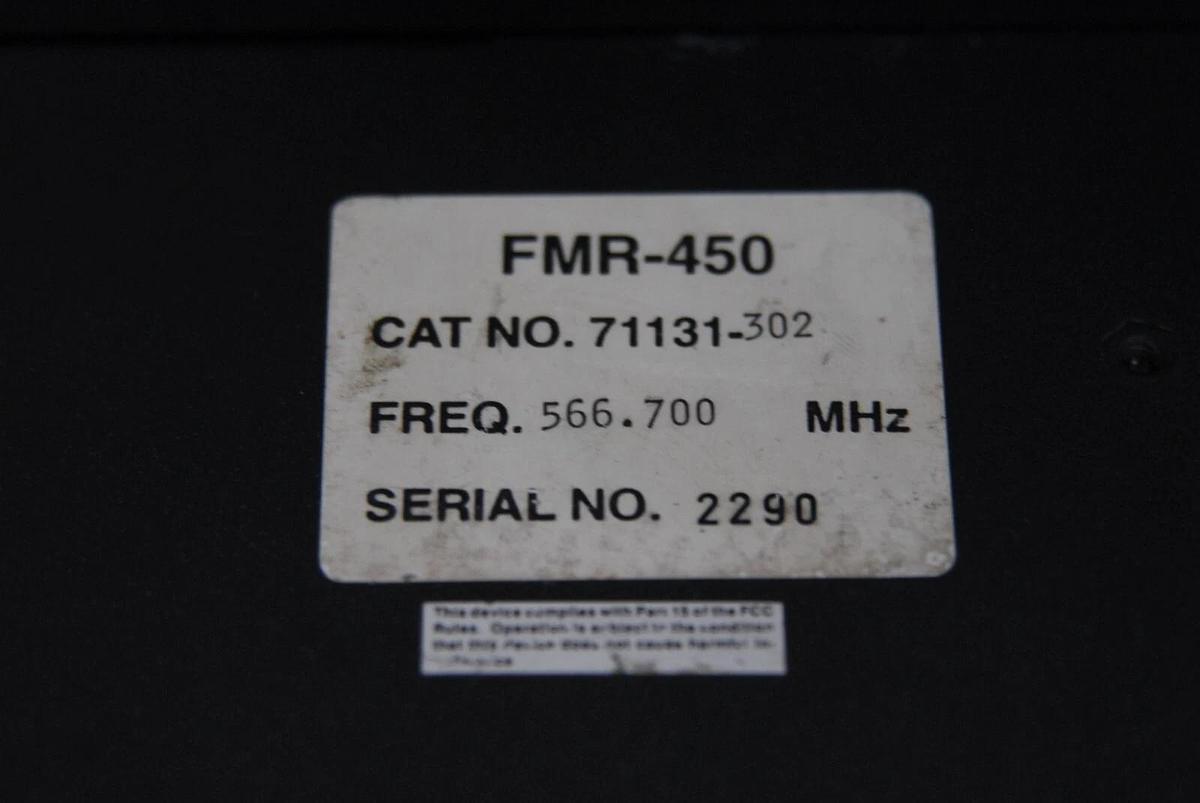 FMR-450
CAT NO. 71131-302
FREQ. 566.700 MHz
SERIAL NO. 2290
This device complies with Part 15 of the FCC
Rules. Operation is subject to the condition
that this device does not cause harmful in-